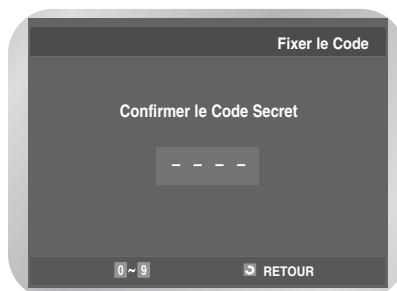 Fixer le Code
Confirmer le Code Secret
– – – –
0 ~ 9 RETOUR